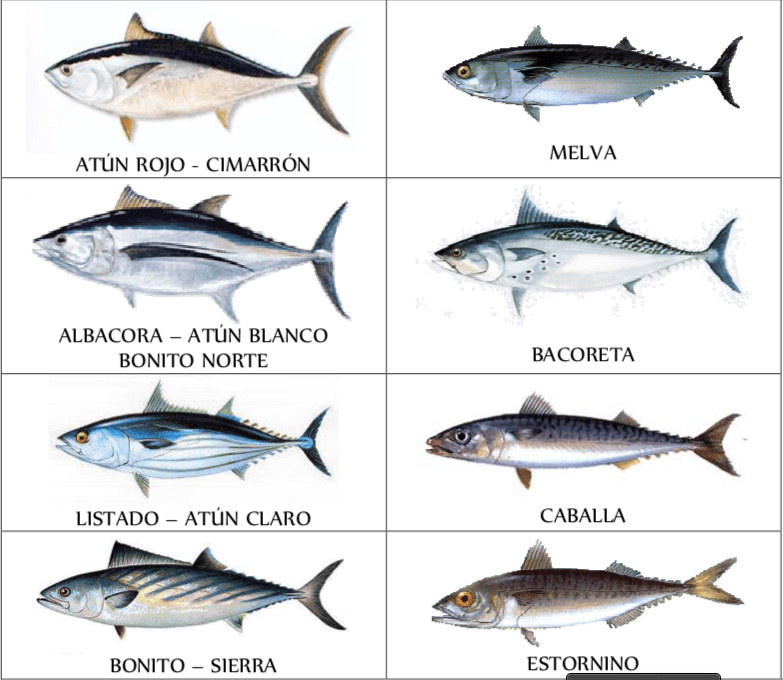 ATÚN ROJO - CIMARRÓN
MELVA
ALBACORA – ATÚN BLANCO
BONITO NORTE
BACORETA
LISTADO – ATÚN CLARO
CABALLA
BONITO – SIERRA
ESTORNINO